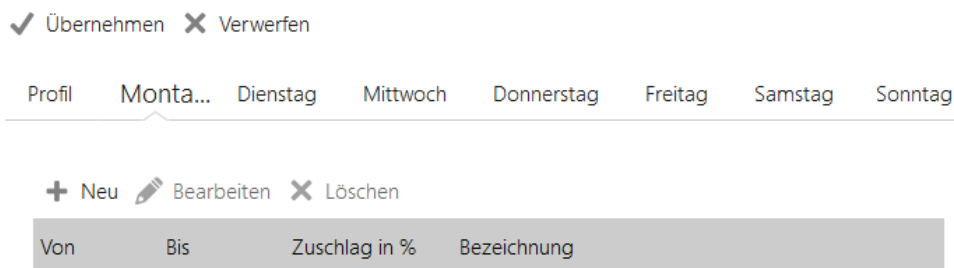 Übernehmen Verwerfen
Profil Monta... Dienstag Mittwoch Donnerstag Freitag Samstag Sonntag
Neu Bearbeiten Löschen
Von Bis Zuschlag in % Bezeichnung